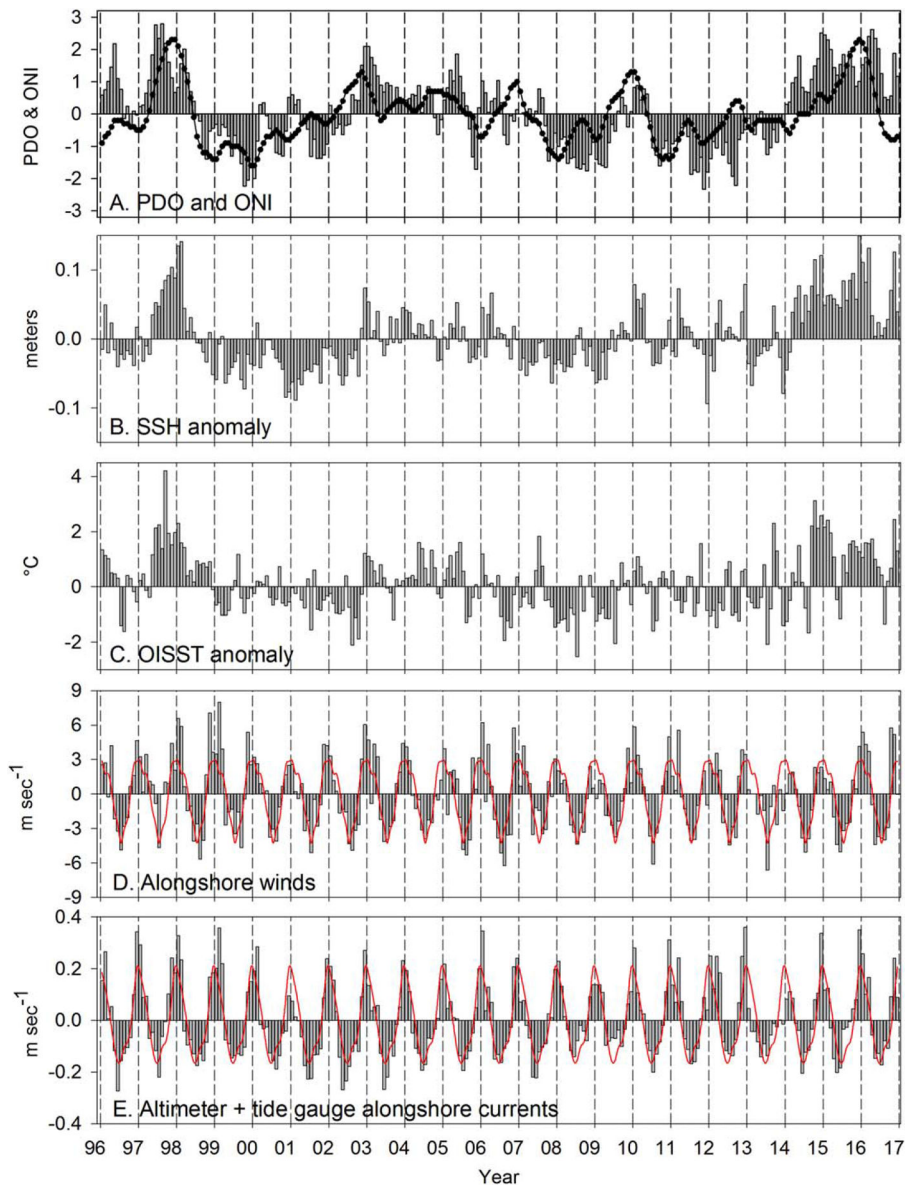 3
2
1
0
-1
-2
-3
PDO & ONI
A. PDO and ONI
0.1
0.0
-0.1
meters
B. SSH anomaly
4
2
0
-2
°C
C. OISST anomaly
9
6
3
0
-3
-6
-9
m sec⁻¹
D. Alongshore winds
0.4
0.2
0.0
-0.2
-0.4
m sec⁻¹
E. Altimeter + tide gauge alongshore currents
96 97 98 99 00 01 02 03 04 05 06 07 08 09 10 11 12 13 14 15 16 17
Year